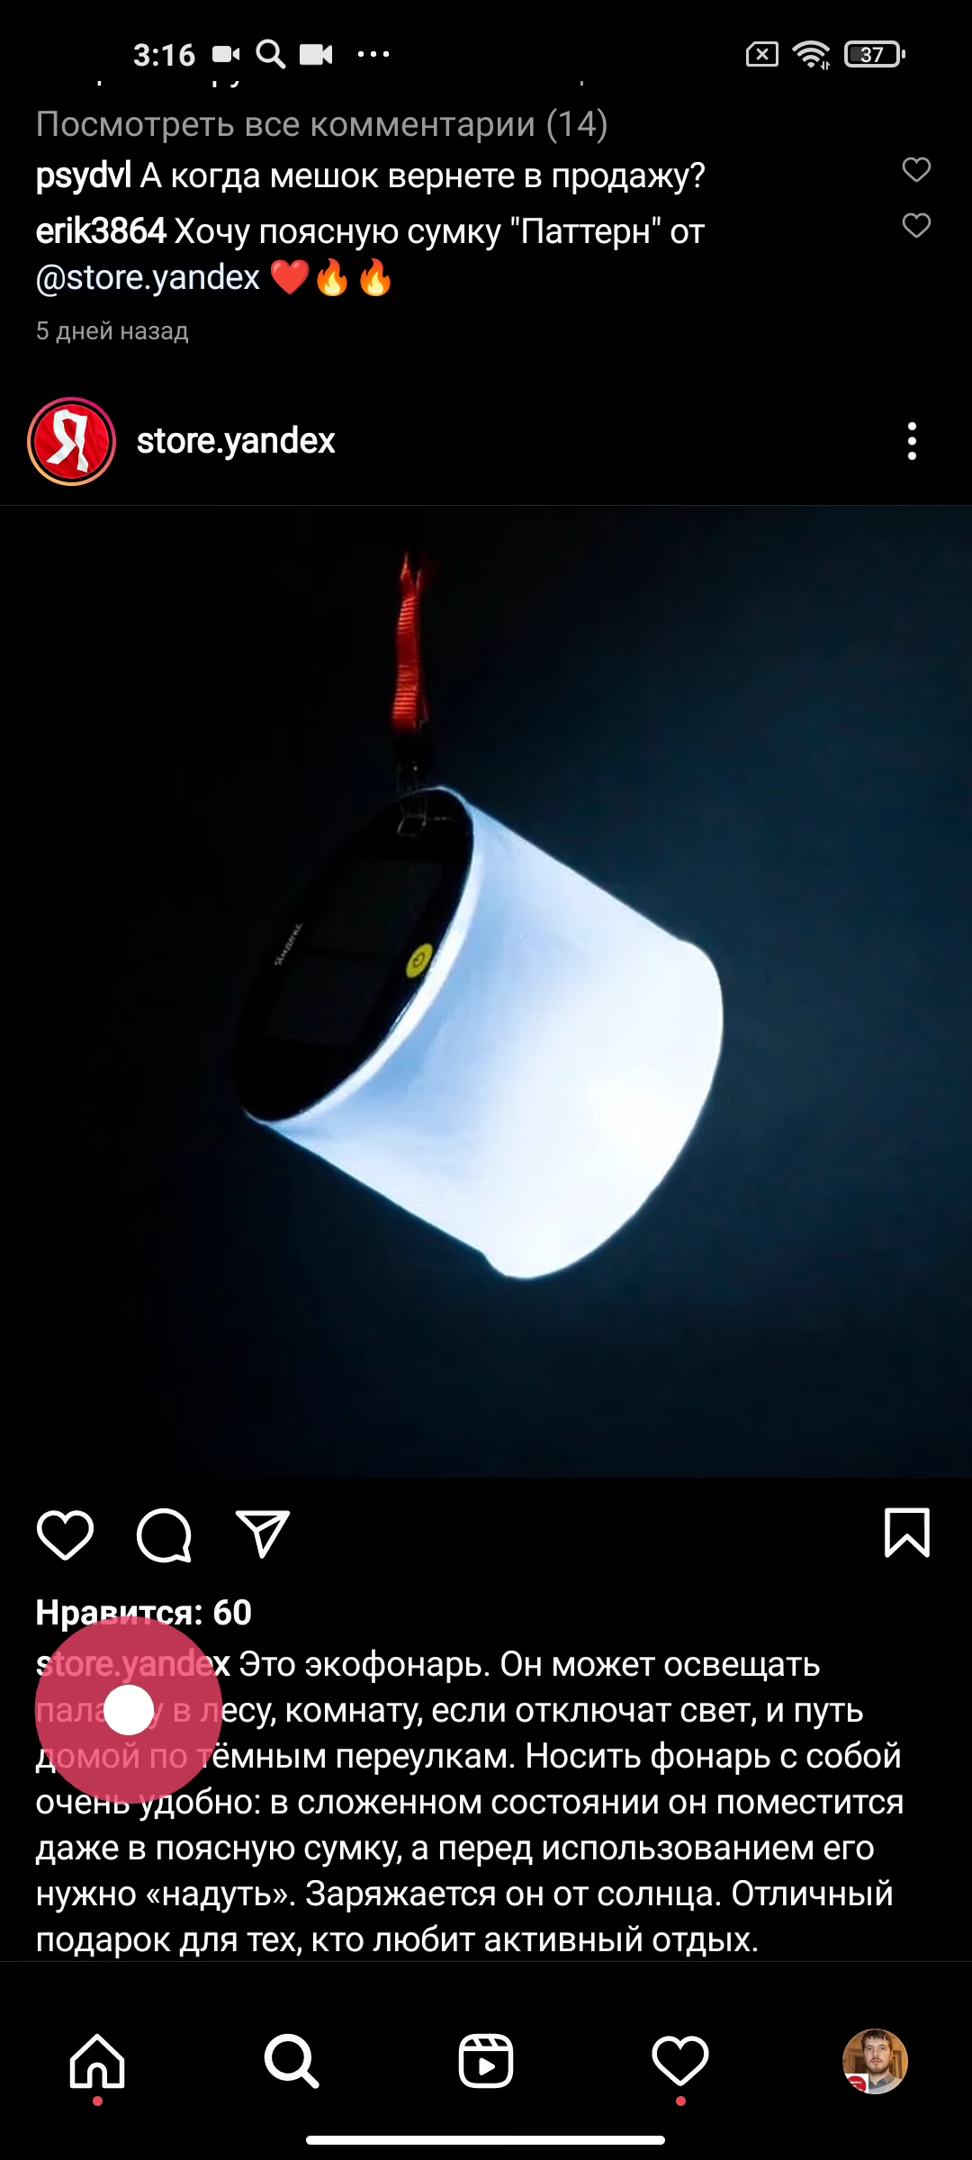 3:16
37
Посмотреть все комментарии (14)
psydvl А когда мешок вернете в продажу?
erik3864 Хочу поясную сумку "Паттерн" от
@store.yandex ❤️🔥🔥
5 дней назад
Я store.yandex
Яндекс
Нравится: 60
store.yandex Это экофонарь. Он может освещать
палатку в лесу, комнату, если отключат свет, и путь
домой по тёмным переулкам. Носить фонарь с собой
очень удобно: в сложенном состоянии он поместится
даже в поясную сумку, а перед использованием его
нужно «надуть». Заряжается он от солнца. Отличный
подарок для тех, кто любит активный отдых.